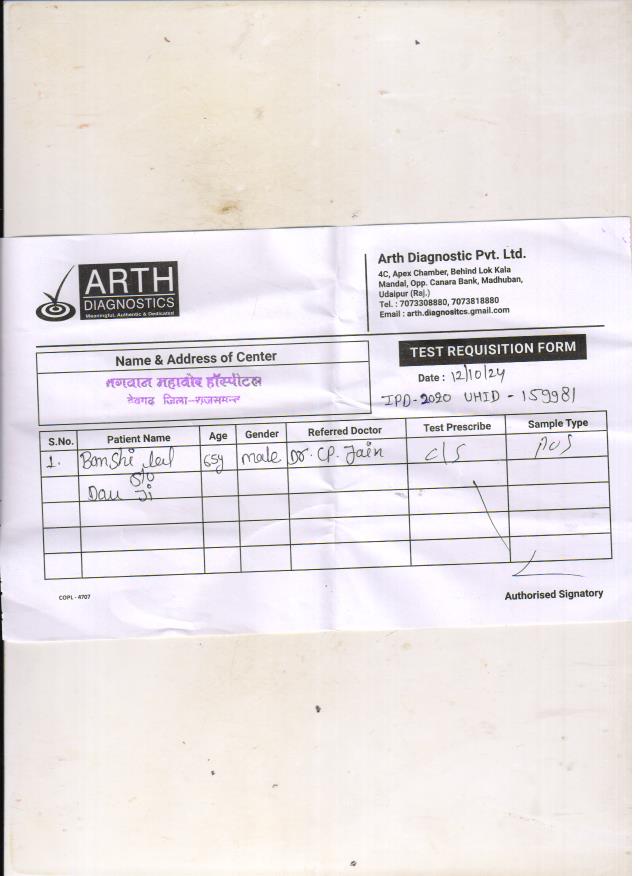 ARTH
DIAGNOSTICS
Meaningful, Authentic & Dedicated
Arth Diagnostic Pvt. Ltd.
4C, Apex Chamber, Behind Lok Kala
Mandal, Opp. Canara Bank, Madhuban,
Udaipur (Raj.)
Tel. : 7073308880, 7073818880
Email : arth.diagnositcs.gmail.com
Name & Address of Center
भगवान महावीर हॉस्पीटल
देवगढ़ जिला-राजसमन्द
TEST REQUISITION FORM
Date : 12/10/24
IPD-2020 UHID - 159981
S.No. Patient Name Age Gender Referred Doctor Test Prescribe Sample Type
1. Banshi lal 65y male Dr. CP. Jain c/s pus
S/o
Dau Ji
COPL - 4707
Authorised Signatory